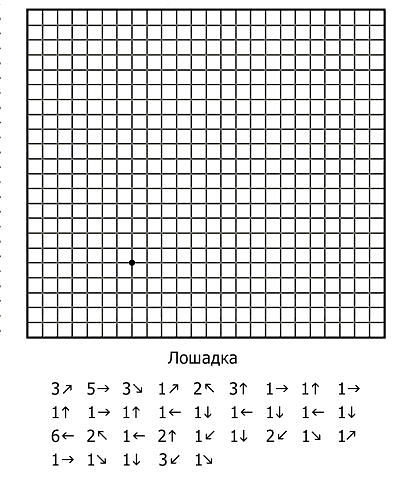 Лошадка
3↗ 5→ 3↘ 1↗ 2↖ 3↑ 1→ 1↑ 1→
1↑ 1→ 1↑ 1← 1↓ 1← 1↓ 1← 1↓
6← 2↖ 1← 2↑ 1↙ 1↓ 2↙ 1↘ 1↗
1→ 1↘ 1↓ 3↙ 1↘